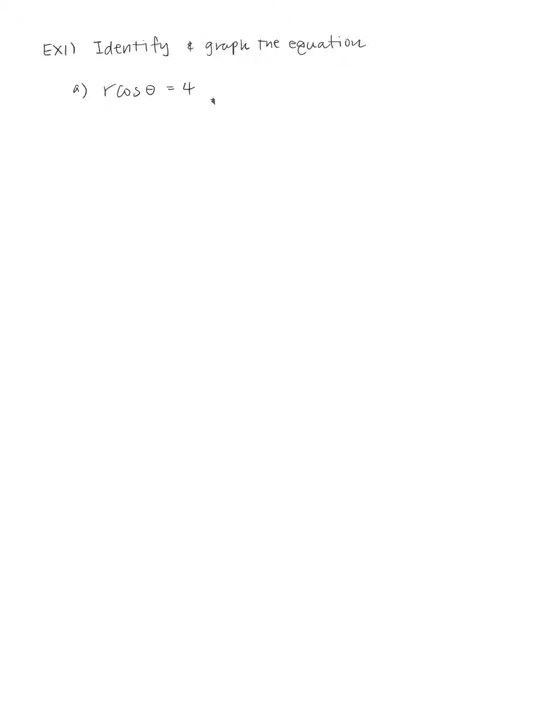 EX1) Identify & graph the equation
a) r cos θ = 4